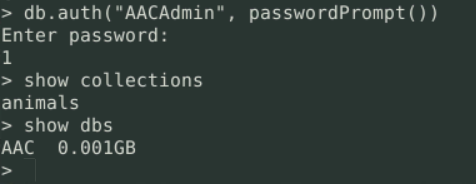 > db.auth("AACAdmin", passwordPrompt())
Enter password:
1
> show collections
animals
> show dbs
AAC  0.001GB
>